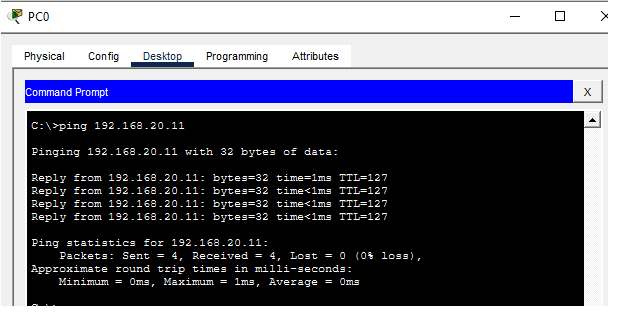 PC0
Physical Config Desktop Programming Attributes
Command Prompt X
C:\>ping 192.168.20.11
Pinging 192.168.20.11 with 32 bytes of data:
Reply from 192.168.20.11: bytes=32 time=1ms TTL=127
Reply from 192.168.20.11: bytes=32 time<1ms TTL=127
Reply from 192.168.20.11: bytes=32 time<1ms TTL=127
Reply from 192.168.20.11: bytes=32 time<1ms TTL=127
Ping statistics for 192.168.20.11:
Packets: Sent = 4, Received = 4, Lost = 0 (0% loss),
Approximate round trip times in milli-seconds:
Minimum = 0ms, Maximum = 1ms, Average = 0ms